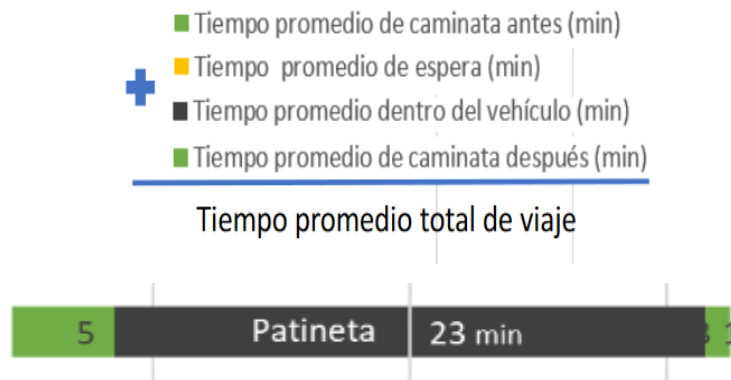 Tiempo promedio de caminata antes (min)
Tiempo promedio de espera (min)
Tiempo promedio dentro del vehículo (min)
Tiempo promedio de caminata después (min)
Tiempo promedio total de viaje
5 Patineta 23 min